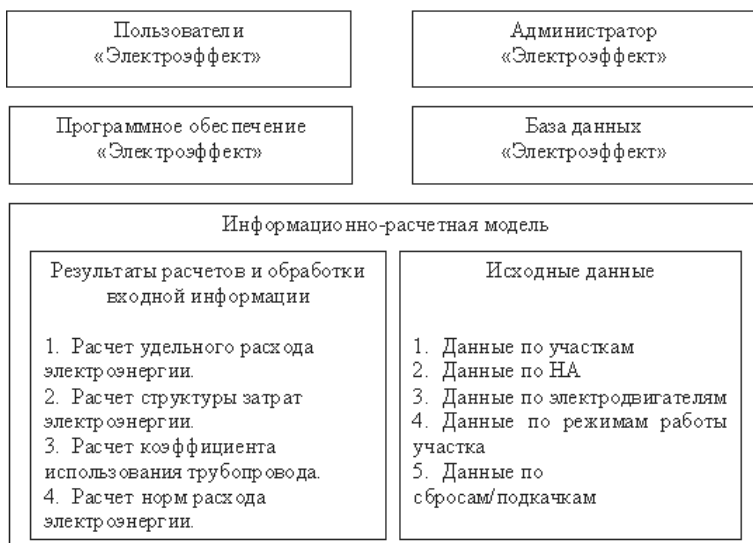 Пользователи
«Электроэффект»
Администратор
«Электроэффект»
Программное обеспечение
«Электроэффект»
База данных
«Электроэффект»
Информационно-расчетная модель
Результаты расчетов и обработки
входной информации
1. Расчет удельного расхода
электроэнергии.
2. Расчет структуры затрат
электроэнергии.
3. Расчет коэффициента
использования трубопровода.
4. Расчет норм расхода
электроэнергии.
Исходные данные
1. Данные по участкам
2. Данные по НА
3. Данные по электродвигателям
4. Данные по режимам работы
участка
5. Данные по
сбросам/подкачкам